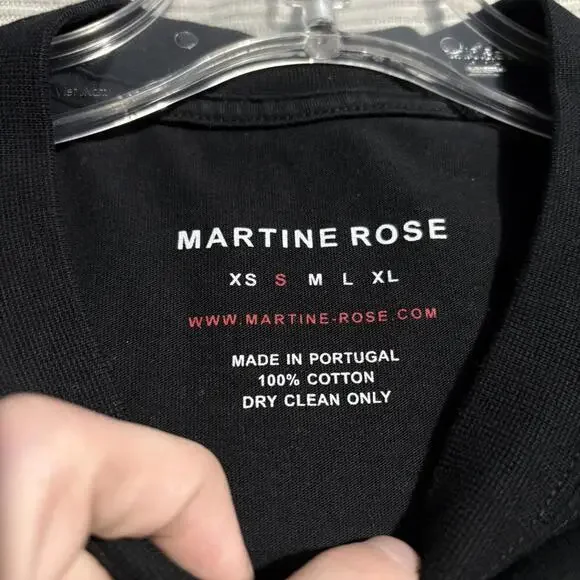 MARTINE ROSE
XS S M L XL
WWW.MARTINE-ROSE.COM
MADE IN PORTUGAL
100% COTTON
DRY CLEAN ONLY